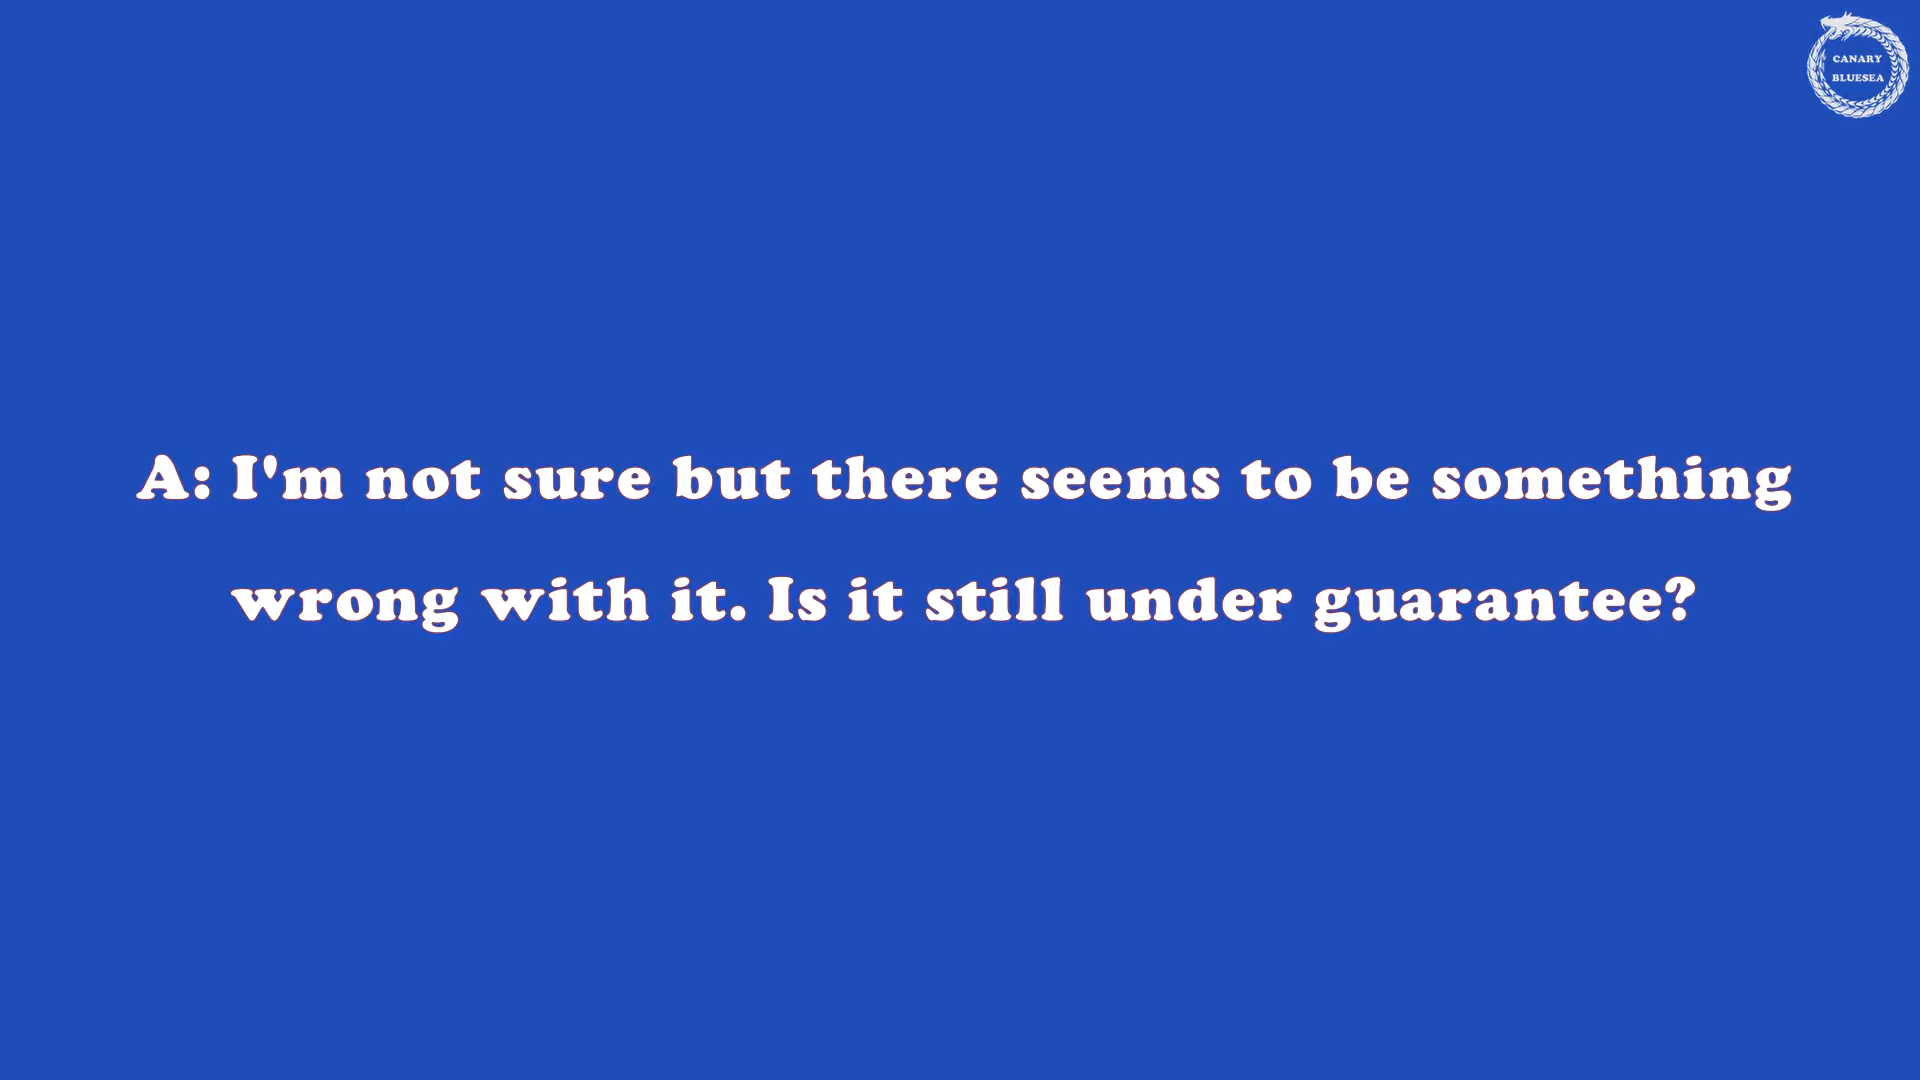 CANARY
BLUESEA
A: I'm not sure but there seems to be something
wrong with it. Is it still under guarantee?